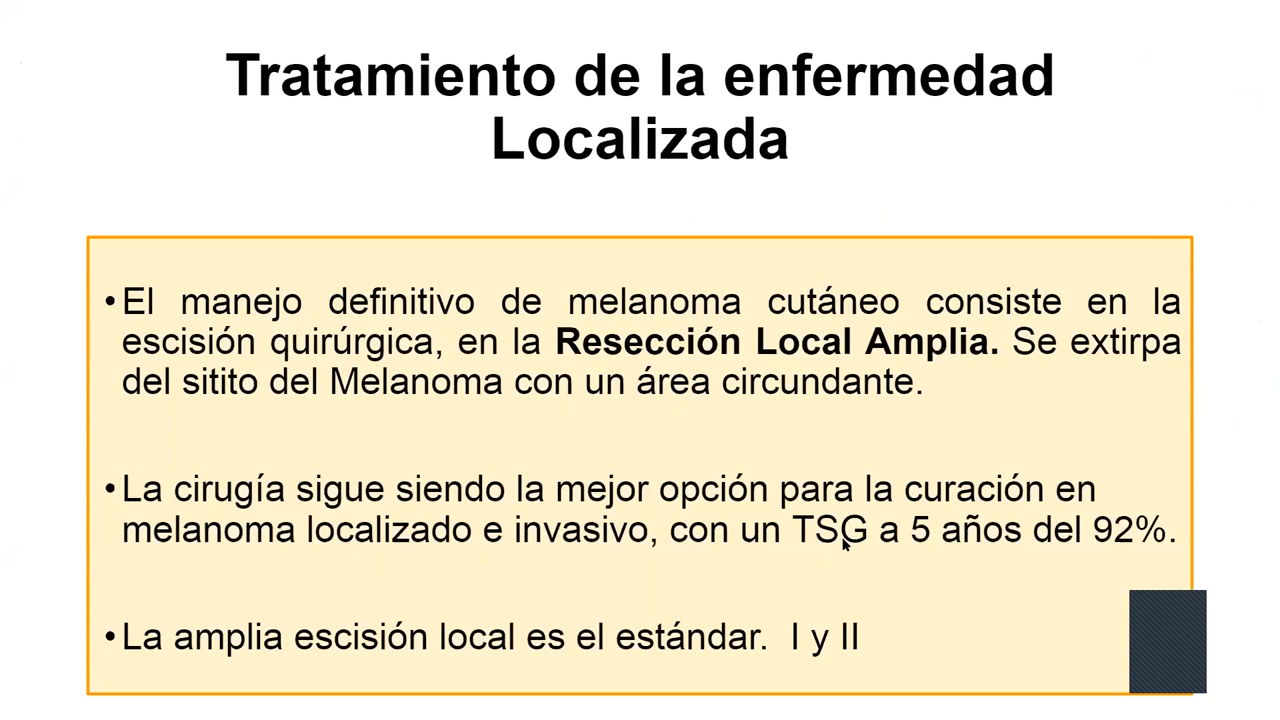 Tratamiento de la enfermedad
Localizada
•El manejo definitivo de melanoma cutáneo consiste en la
escisión quirúrgica, en la Resección Local Amplia. Se extirpa
del sitito del Melanoma con un área circundante.
•La cirugía sigue siendo la mejor opción para la curación en
melanoma localizado e invasivo, con un TSG a 5 años del 92%.
•La amplia escisión local es el estándar. I y II